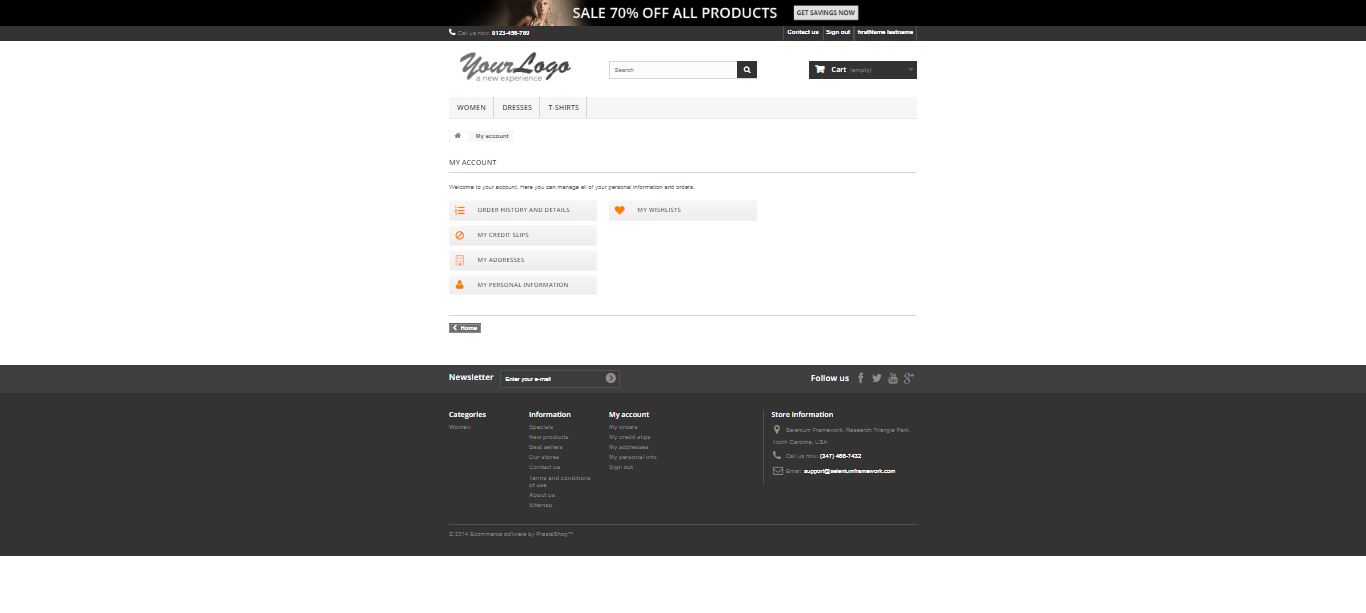 SALE 70% OFF ALL PRODUCTS GET SAVINGS NOW
Call us now: 0123-456-789 Contact us Sign out firstName lastname
YourLogo
a new experience
Search
Cart (empty)
WOMEN DRESSES T-SHIRTS
My account
MY ACCOUNT
Welcome to your account. Here you can manage all of your personal information and orders.
ORDER HISTORY AND DETAILS MY WISHLISTS
MY CREDIT SLIPS
MY ADDRESSES
MY PERSONAL INFORMATION
Home
Newsletter Enter your e-mail Follow us
Categories
Women
Information
Specials
New products
Best sellers
Our stores
Contact us
Terms and conditions
of use
About us
Sitemap
My account
My orders
My credit slips
My addresses
My personal info
Sign out
Store information
Selenium Framework, Research Triangle Park,
North Carolina, USA
Call us now: (347) 466-7432
Email: support@seleniumframework.com
© 2014 Ecommerce software by PrestaShop™